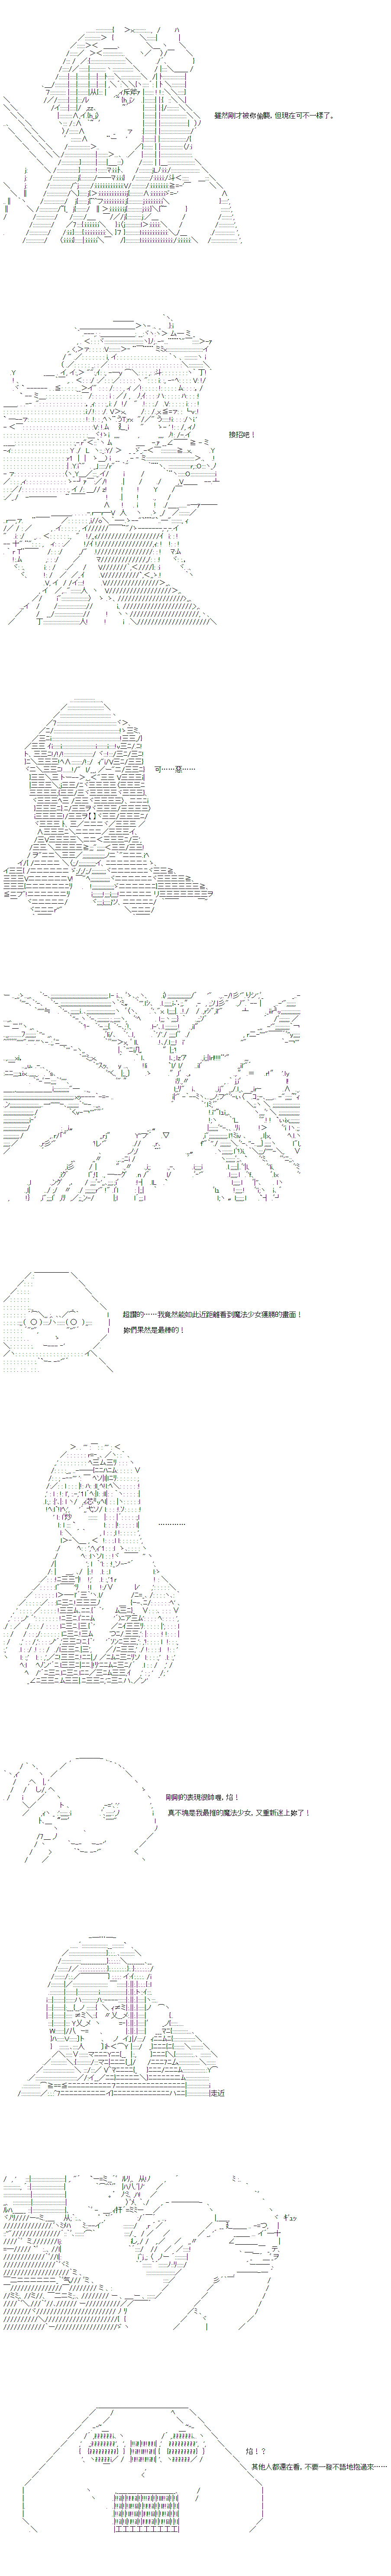 雖然剛才被你偷襲，但現在可不一樣了。
接招吧！
可……惡……
超讚的……我竟然能如此近距離看到魔法少女僵轉的畫面！
妳們果然是最棒的！
…………
剛剛的表現很帥喔，焰！
真不愧是我最推的魔法少女。又重新迷上妳了！
走近
ギュッ
焰！？
其他人都還在看，不要一聲不語地抱過來……